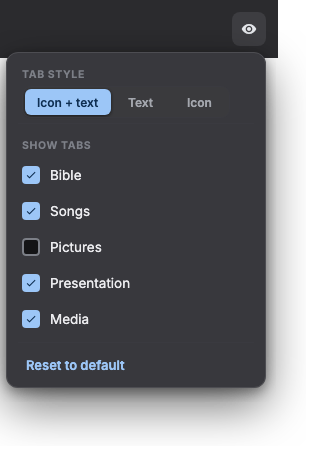 TAB STYLE
Icon + text Text Icon
SHOW TABS
Bible
Songs
Pictures
Presentation
Media
Reset to default